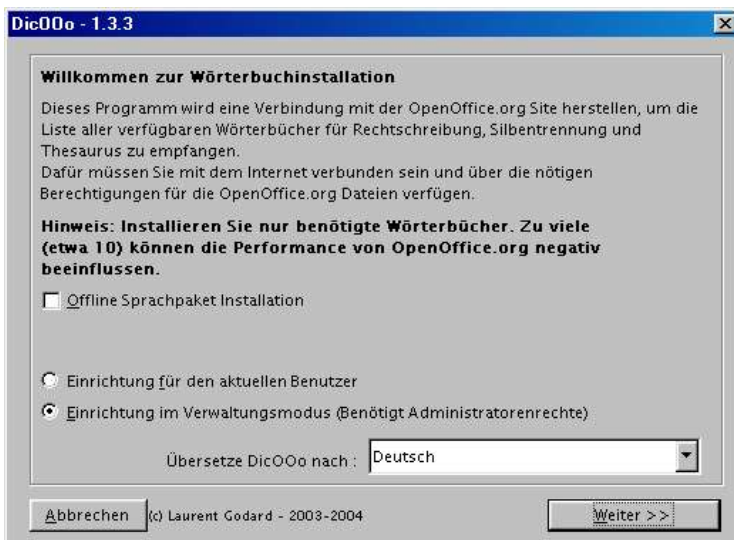 DicOOo - 1.3.3
Willkommen zur Wörterbuchinstallation
Dieses Programm wird eine Verbindung mit der OpenOffice.org Site herstellen, um die
Liste aller verfügbaren Wörterbücher für Rechtschreibung, Silbentrennung und
Thesaurus zu empfangen.
Dafür müssen Sie mit dem Internet verbunden sein und über die nötigen
Berechtigungen für die OpenOffice.org Dateien verfügen.
Hinweis: Installieren Sie nur benötigte Wörterbücher. Zu viele
(etwa 10) können die Performance von OpenOffice.org negativ
beeinflussen.
Offline Sprachpaket Installation
Einrichtung für den aktuellen Benutzer
Einrichtung im Verwaltungsmodus (Benötigt Administratorenrechte)
Übersetze DicOOo nach : Deutsch
Abbrechen (c) Laurent Godard - 2003-2004 Weiter >>